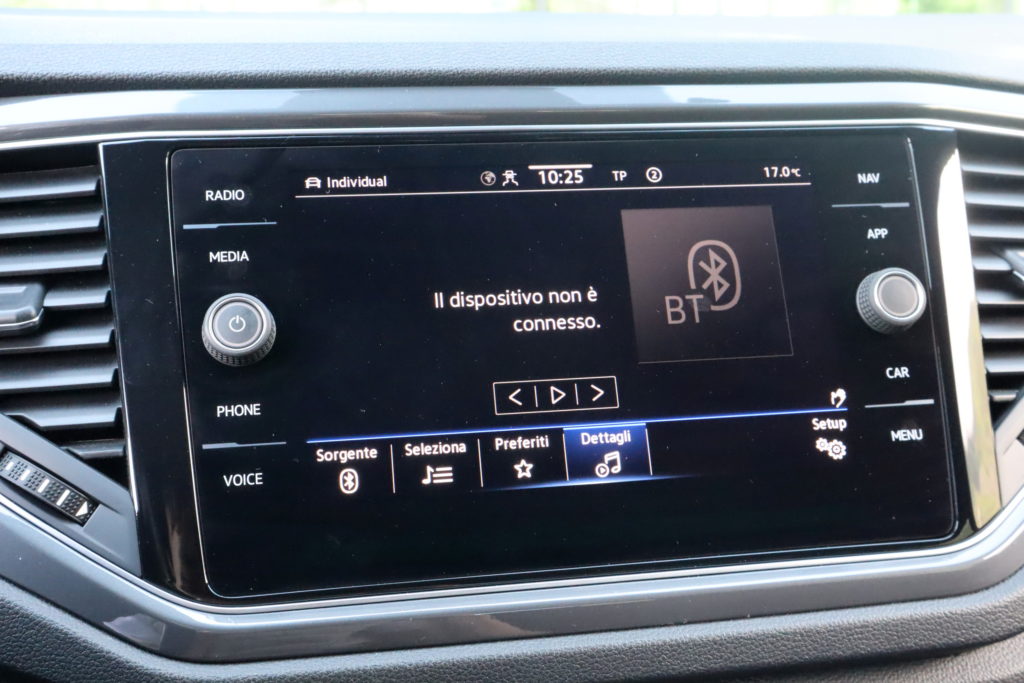 RADIO
MEDIA
PHONE
VOICE
Individual 10:25 TP 2 17.0°C
Il dispositivo non è
connesso.
BT
Sorgente Seleziona Preferiti Dettagli Setup
NAV
APP
CAR
MENU